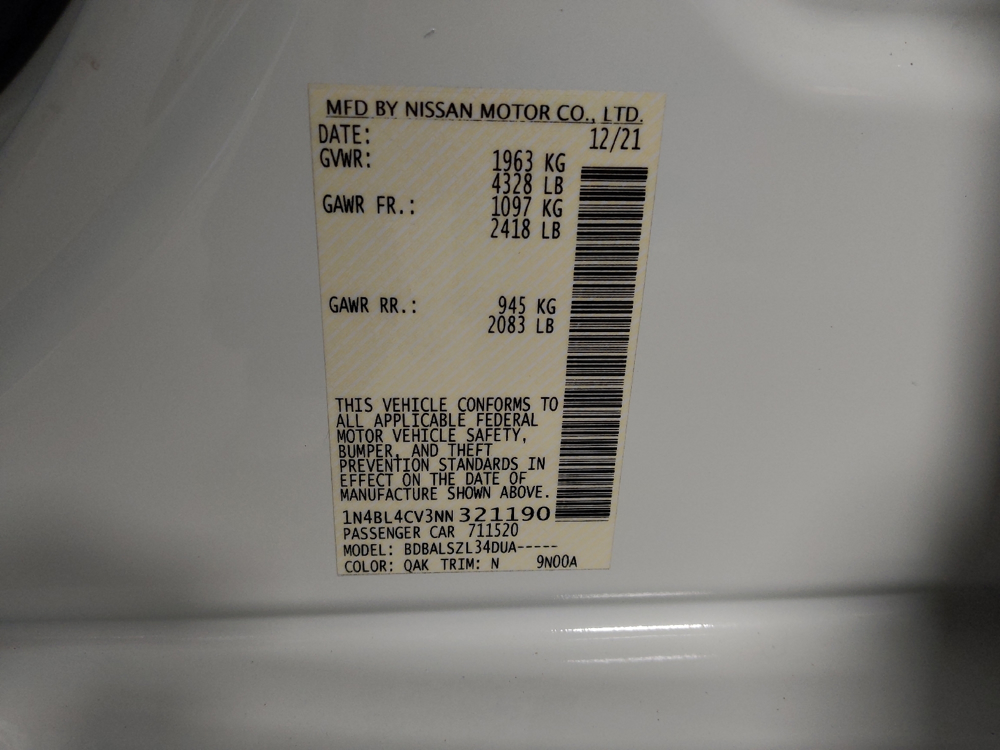 MFD BY NISSAN MOTOR CO., LTD.
DATE: 12/21
GVWR: 1963 KG
4328 LB
GAWR FR.: 1097 KG
2418 LB
GAWR RR.: 945 KG
2083 LB
THIS VEHICLE CONFORMS TO
ALL APPLICABLE FEDERAL
MOTOR VEHICLE SAFETY,
BUMPER, AND THEFT
PREVENTION STANDARDS IN
EFFECT ON THE DATE OF
MANUFACTURE SHOWN ABOVE.
1N4BL4CV3NN 321190
PASSENGER CAR 711520
MODEL: BDBALSZL34DUA-----
COLOR: QAK TRIM: N 9N00A